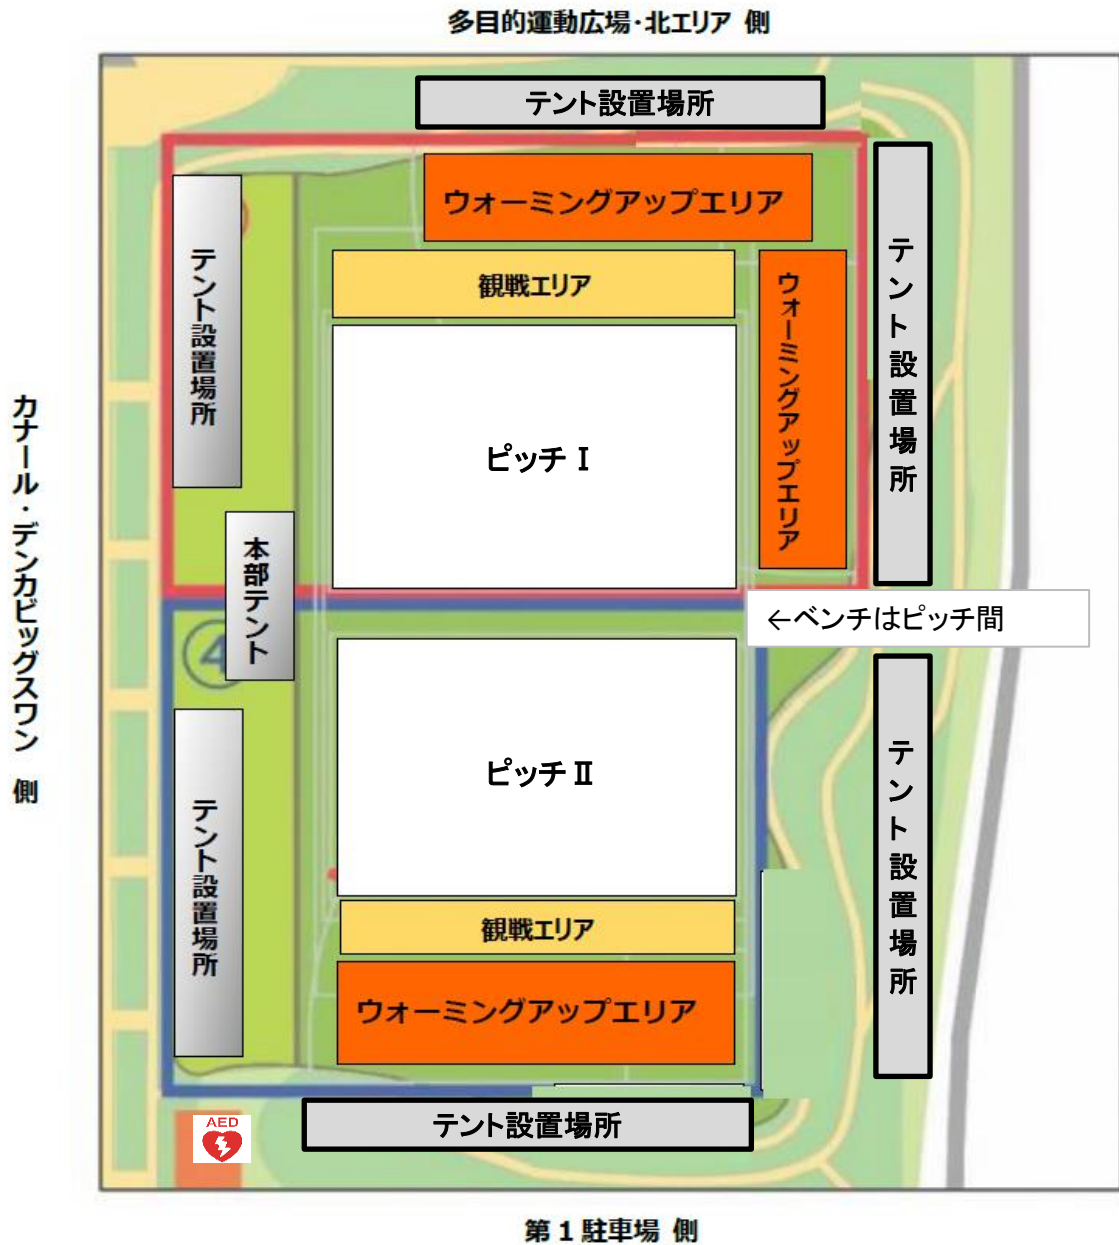 多目的運動広場・北エリア 側
テント設置場所
ウォーミングアップエリア
テント設置場所
テント設置場所
観戦エリア
ウォーミングアップエリア
ピッチ Ⅰ
カナール・デンカビッグスワン 側
本部テント
←ベンチはピッチ間
④
ピッチ Ⅱ
テント設置場所
テント設置場所
観戦エリア
ウォーミングアップエリア
テント設置場所
AED
第１駐車場 側